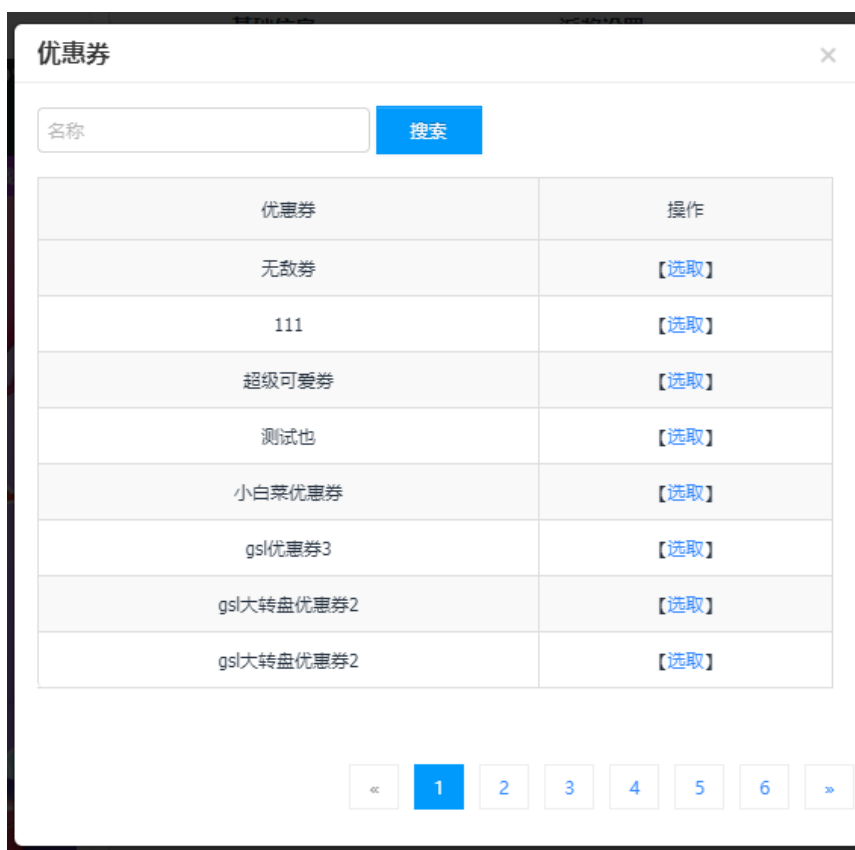 优惠券
×
名称
搜索
优惠券 操作
无敌券 【选取】
111 【选取】
超级可爱券 【选取】
测试也 【选取】
小白菜优惠券 【选取】
gsl优惠券3 【选取】
gsl大转盘优惠券2 【选取】
gsl大转盘优惠券2 【选取】
« 1 2 3 4 5 6 »